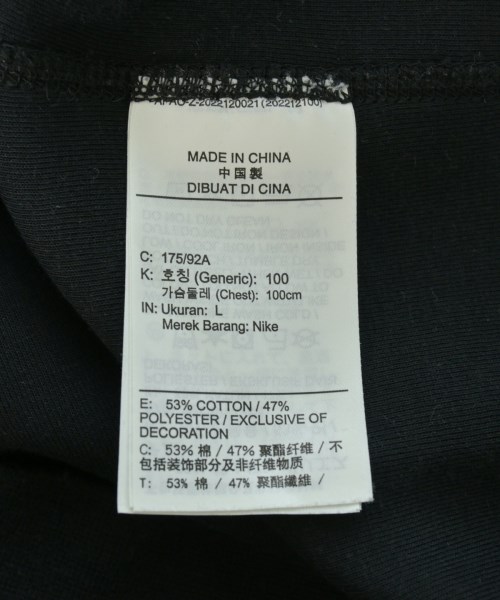 APAO-Z-2022120021 (202212100)
MADE IN CHINA
中国製
DIBUAT DI CINA
C: 175/92A
K: 호칭 (Generic): 100
가슴둘레 (Chest): 100cm
IN: Ukuran: L
Merek Barang: Nike
E: 53% COTTON / 47%
POLYESTER / EXCLUSIVE OF
DECORATION
C: 53% 棉 / 47% 聚酯纤维 / 不
包括装饰部分及非纤维物质
T: 53% 棉 / 47% 聚酯纖維 /